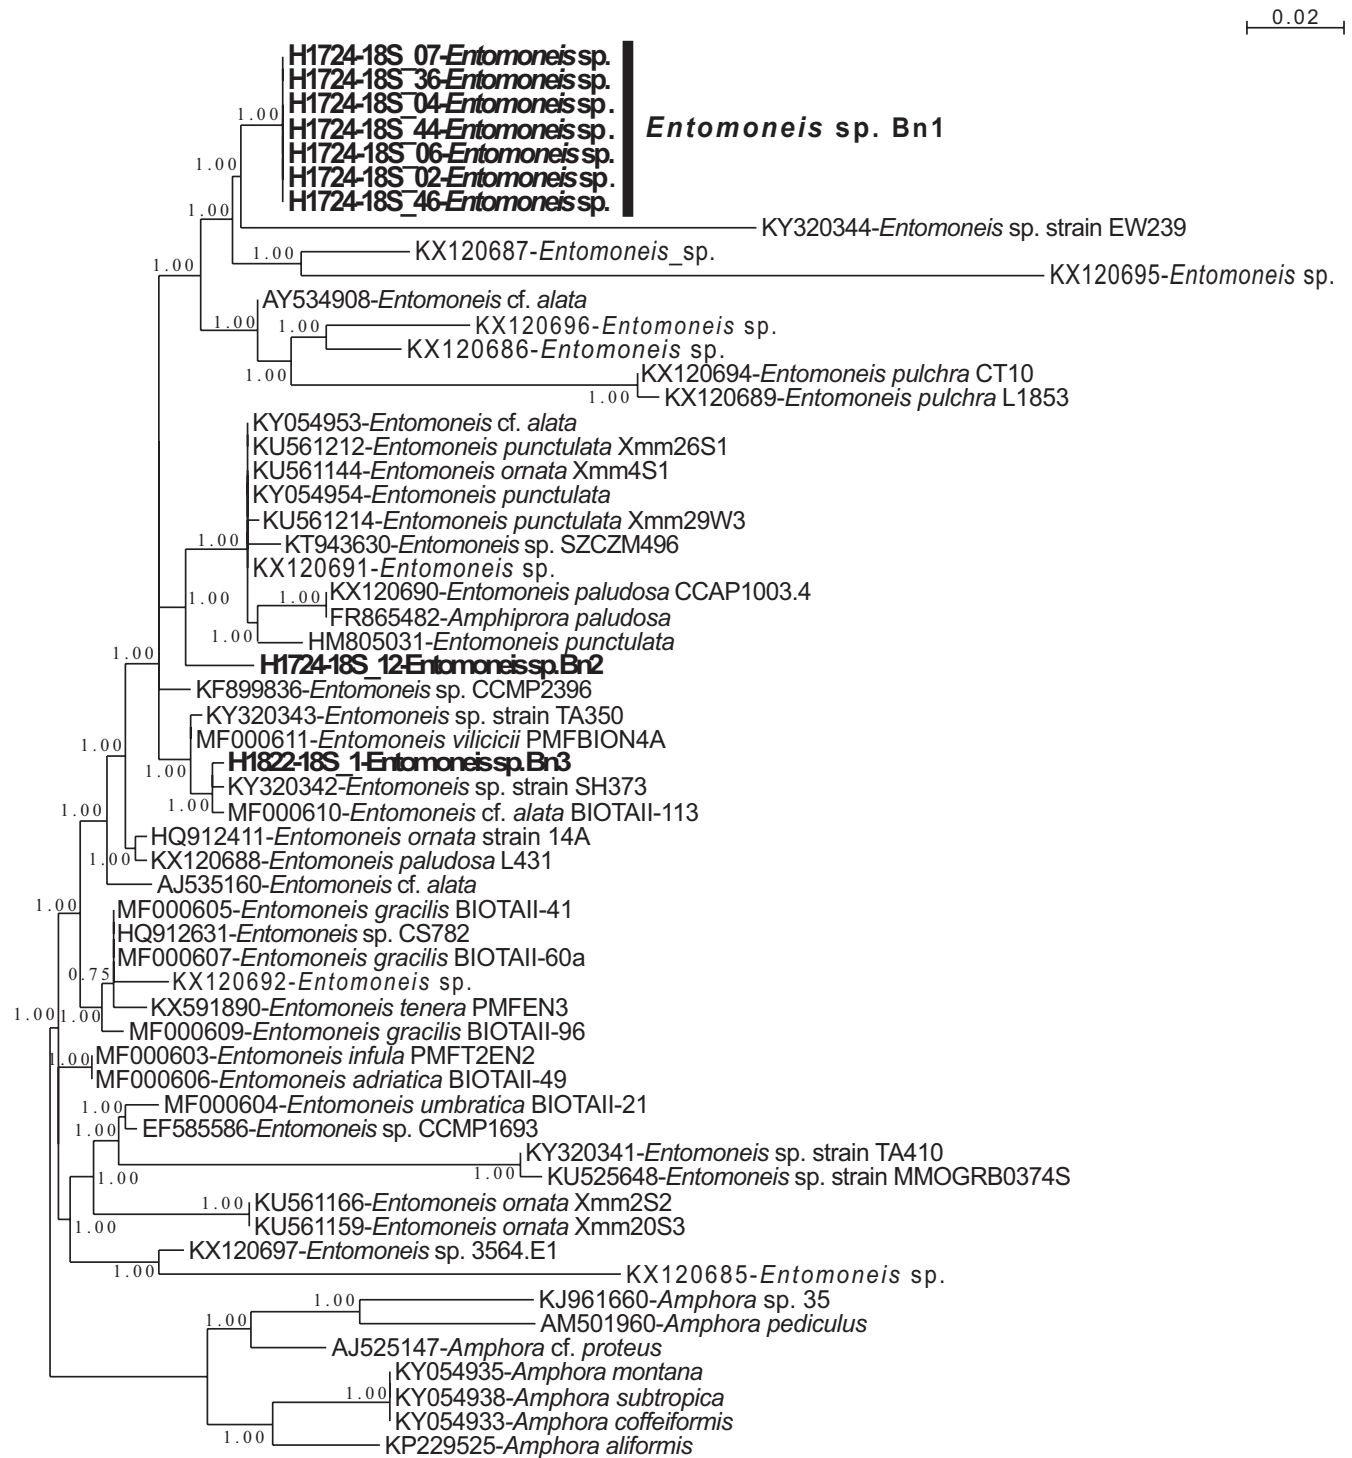 0.02
H1724-18S_07-Entomoneis sp.
H1724-18S_36-Entomoneis sp.
1.00
H1724-18S_04-Entomoneis sp.
H1724-18S_44-Entomoneis sp.
Entomoneis sp. Bn1
H1724-18S_06-Entomoneis sp.
1.00
H1724-18S_02-Entomoneis sp.
H1724-18S_46-Entomoneis sp.
1.00
KY320344-Entomoneis sp. strain EW239
1.00
KX120687-Entomoneis_sp.
1.00
KX120695-Entomoneis sp.
AY534908-Entomoneis cf. alata
1.00
1.00
KX120696-Entomoneis sp.
KX120686-Entomoneis sp.
1.00
KX120694-Entomoneis pulchra CT10
1.00
KX120689-Entomoneis pulchra L1853
KY054953-Entomoneis cf. alata
KU561212-Entomoneis punctulata Xmm26S1
KU561144-Entomoneis ornata Xmm4S1
KY054954-Entomoneis punctulata
KU561214-Entomoneis punctulata Xmm29W3
1.00
KT943630-Entomoneis sp. SZCZM496
KX120691-Entomoneis sp.
1.00
1.00
KX120690-Entomoneis paludosa CCAP1003.4
FR865482-Amphiprora paludosa
1.00
HM805031-Entomoneis punctulata
1.00
H1724-18S_12-Entomoneis sp. Bn2
KF899836-Entomoneis sp. CCMP2396
KY320343-Entomoneis sp. strain TA350
1.00
MF000611-Entomoneis vilicicii PMFBION4A
1.00
H1822-18S_1-Entomoneis sp. Bn3
KY320342-Entomoneis sp. strain SH373
1.00
1.00
MF000610-Entomoneis cf. alata BIOTAII-113
HQ912411-Entomoneis ornata strain 14A
1.00
KX120688-Entomoneis paludosa L431
AJ535160-Entomoneis cf. alata
1.00
MF000605-Entomoneis gracilis BIOTAII-41
HQ912631-Entomoneis sp. CS782
MF000607-Entomoneis gracilis BIOTAII-60a
0.75
KX120692-Entomoneis sp.
1.00
1.00
KX591890-Entomoneis tenera PMFEN3
MF000609-Entomoneis gracilis BIOTAII-96
1.00
MF000603-Entomoneis infula PMFT2EN2
MF000606-Entomoneis adriatica BIOTAII-49
1.00
MF000604-Entomoneis umbratica BIOTAII-21
1.00
EF585586-Entomoneis sp. CCMP1693
KY320341-Entomoneis sp. strain TA410
1.00
1.00
KU525648-Entomoneis sp. strain MMOGRB0374S
1.00
KU561166-Entomoneis ornata Xmm2S2
1.00
KU561159-Entomoneis ornata Xmm20S3
KX120697-Entomoneis sp. 3564.E1
1.00
KX120685-Entomoneis sp.
1.00
KJ961660-Amphora sp. 35
1.00
AM501960-Amphora pediculus
AJ525147-Amphora cf. proteus
KY054935-Amphora montana
1.00
KY054938-Amphora subtropica
KY054933-Amphora coffeiformis
1.00
KP229525-Amphora aliformis